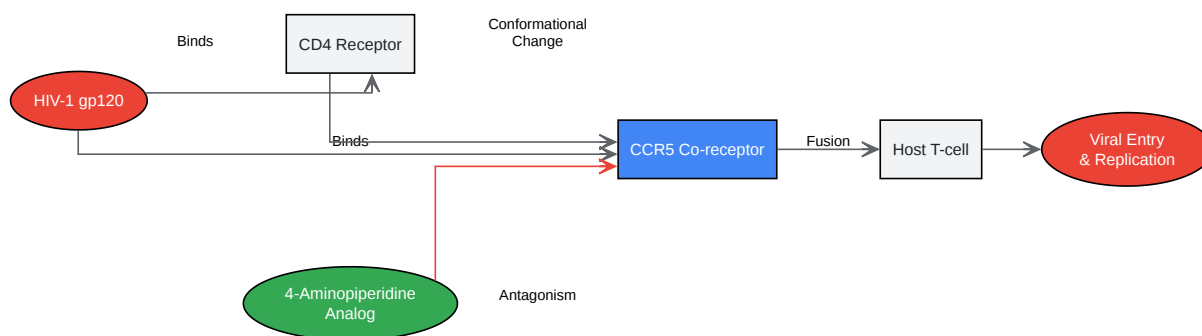 Conformational
Change
Binds
CD4 Receptor
HIV-1 gp120
Binds
CCR5 Co-receptor
Fusion
Host T-cell
Viral Entry
& Replication
4-Aminopiperidine
Analog
Antagonism